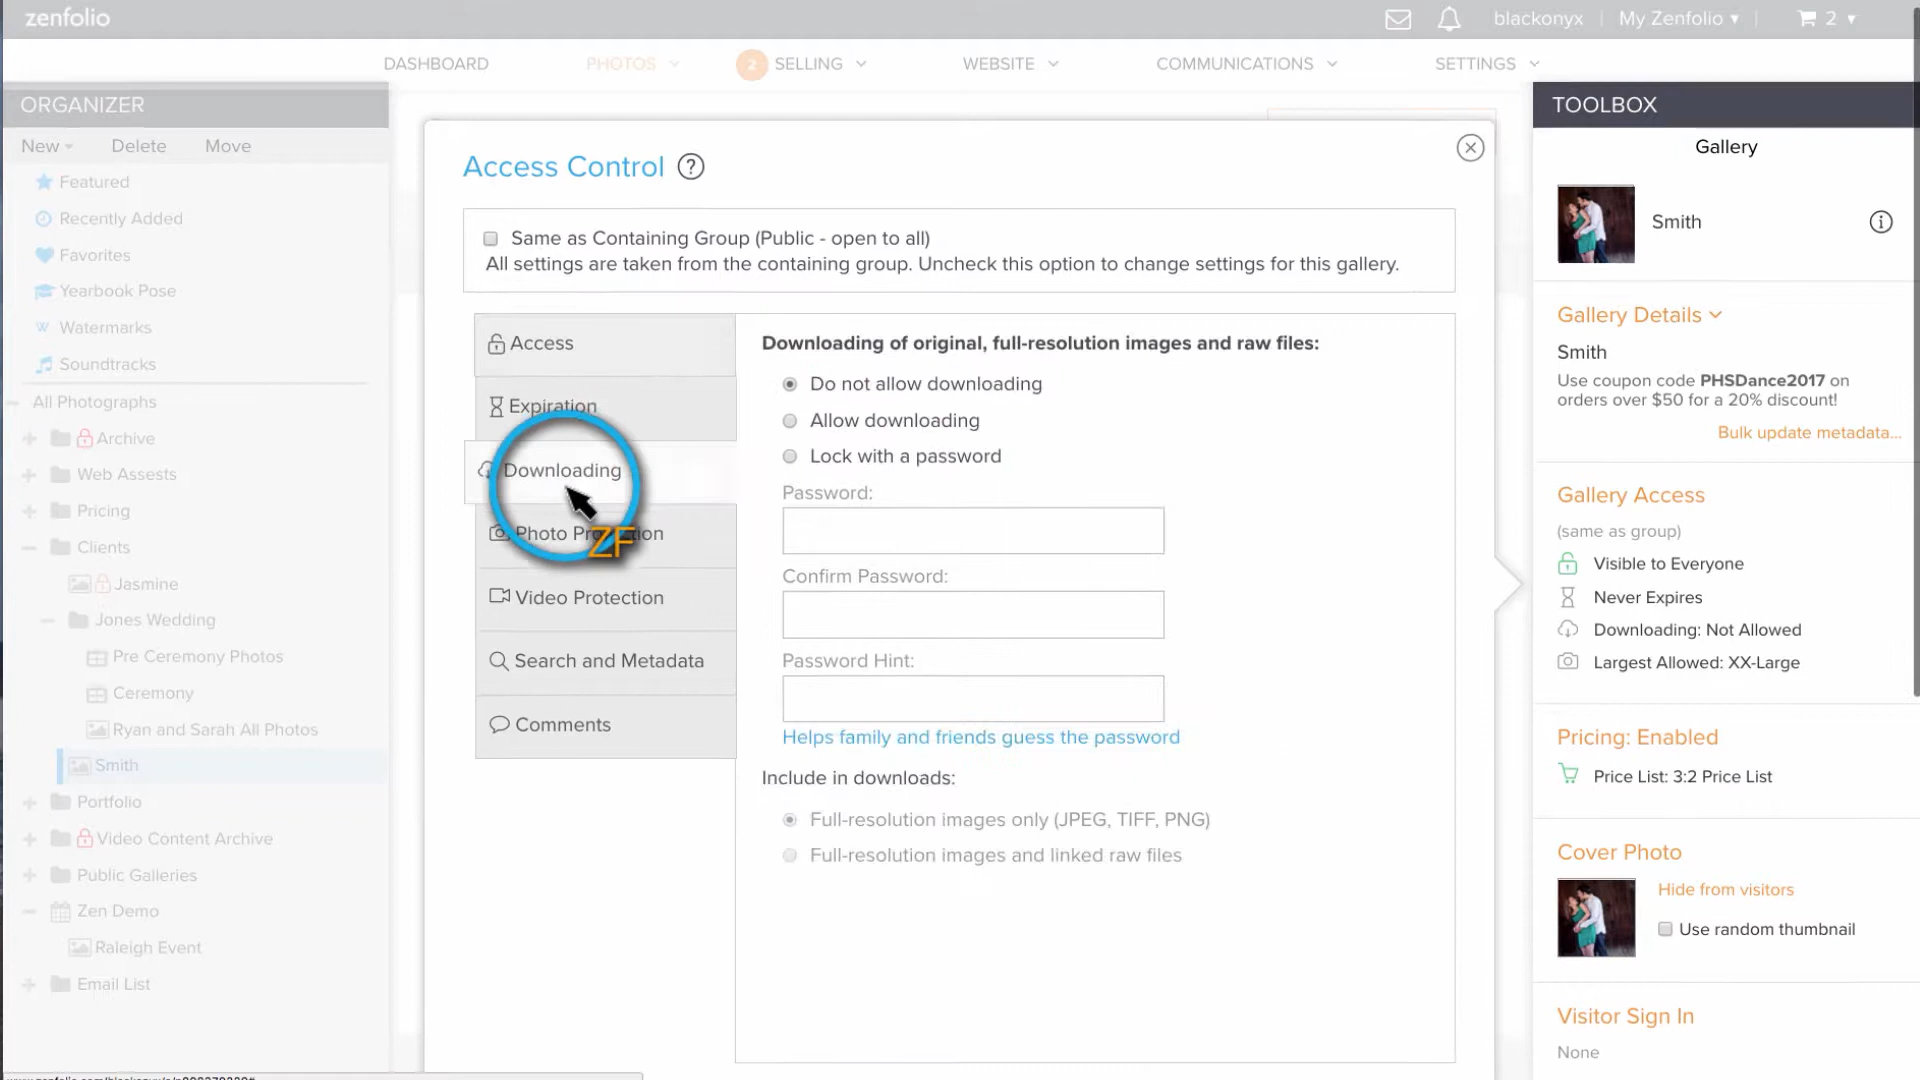 zenfolio
blackonyx
My Zenfolio
2
DASHBOARD
PHOTOS
2
SELLING
WEBSITE
COMMUNICATIONS
SETTINGS
ORGANIZER
New
Delete
Move
Featured
Recently Added
Favorites
Yearbook Pose
Watermarks
Soundtracks
All Photographs
Archive
Web Assests
Pricing
Clients
Jasmine
Jones Wedding
Pre Ceremony Photos
Ceremony
Ryan and Sarah All Photos
Smith
Portfolio
Video Content Archive
Public Galleries
Zen Demo
Raleigh Event
Email List
Access Control ?
Same as Containing Group (Public - open to all)
All settings are taken from the containing group. Uncheck this option to change settings for this gallery.
Access
Expiration
Downloading
Photo Protection
ZF
Video Protection
Search and Metadata
Comments
Downloading of original, full-resolution images and raw files:
Do not allow downloading
Allow downloading
Lock with a password
Password:
Confirm Password:
Password Hint:
Helps family and friends guess the password
Include in downloads:
Full-resolution images only (JPEG, TIFF, PNG)
Full-resolution images and linked raw files
TOOLBOX
Gallery
Smith
Gallery Details
Smith
Use coupon code PHSDance2017 on
orders over $50 for a 20% discount!
Bulk update metadata...
Gallery Access
(same as group)
Visible to Everyone
Never Expires
Downloading: Not Allowed
Largest Allowed: XX-Large
Pricing: Enabled
Price List: 3:2 Price List
Cover Photo
Hide from visitors
Use random thumbnail
Visitor Sign In
None